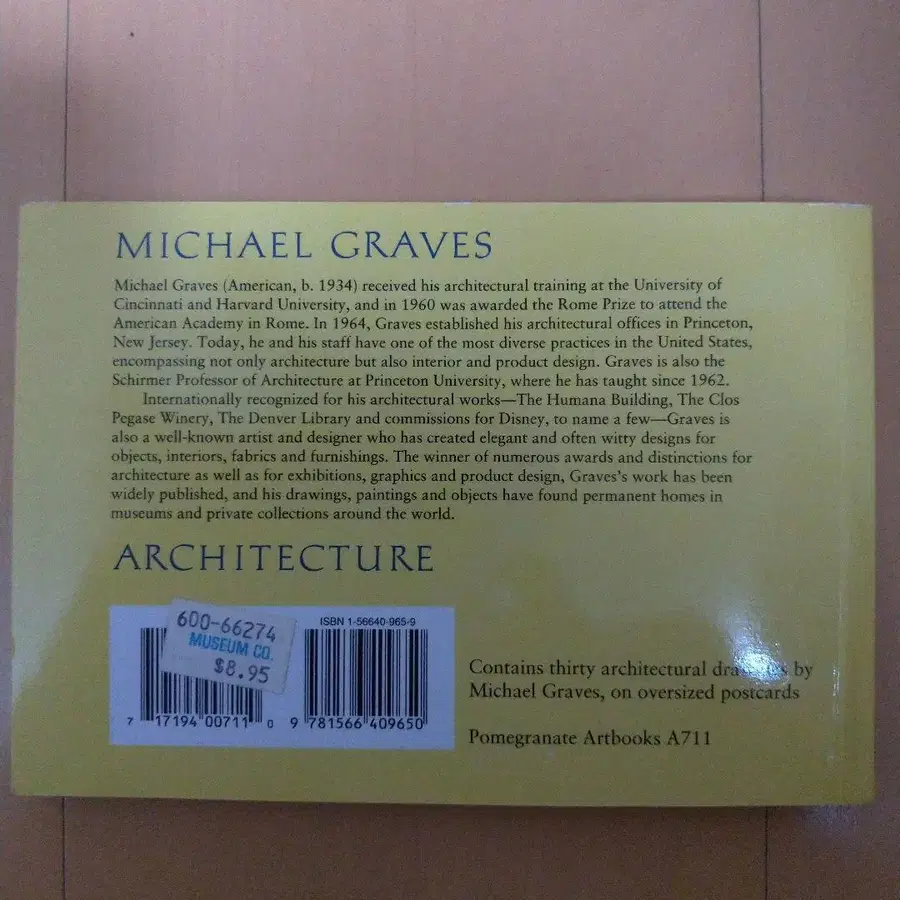 MICHAEL GRAVES
Michael Graves (American, b. 1934) received his architectural training at the University of
Cincinnati and Harvard University, and in 1960 was awarded the Rome Prize to attend the
American Academy in Rome. In 1964, Graves established his architectural offices in Princeton,
New Jersey. Today, he and his staff have one of the most diverse practices in the United States,
encompassing not only architecture but also interior and product design. Graves is also the
Schirmer Professor of Architecture at Princeton University, where he has taught since 1962.
Internationally recognized for his architectural works—The Humana Building, The Clos
Pegase Winery, The Denver Library and commissions for Disney, to name a few—Graves is
also a well-known artist and designer who has created elegant and often witty designs for
objects, interiors, fabrics and furnishings. The winner of numerous awards and distinctions for
architecture as well as for exhibitions, graphics and product design, Graves's work has been
widely published, and his drawings, paintings and objects have found permanent homes in
museums and private collections around the world.
ARCHITECTURE
600-66274
MUSEUM CO.
$8.95
ISBN 1-56640-965-9
7 17194 00711 0
9 781566 409650
Contains thirty architectural by
Michael Graves, on oversized postcards
Pomegranate Artbooks A711